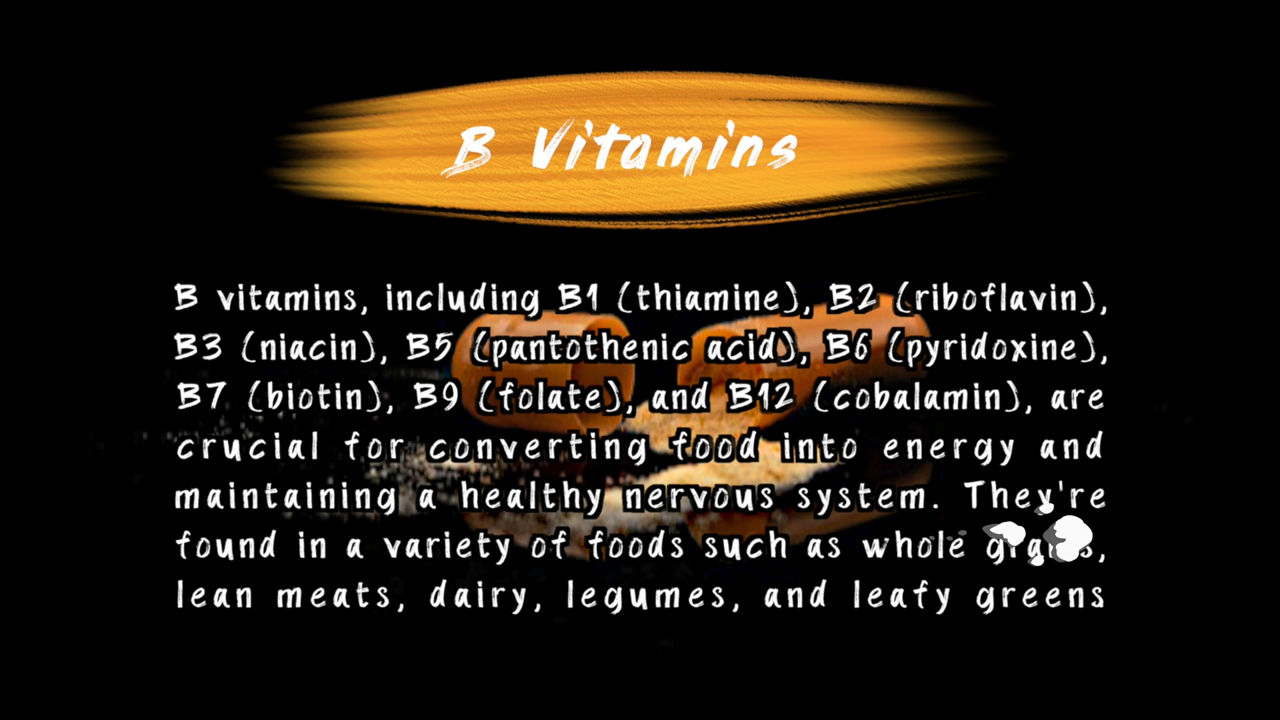 B Vitamins
B vitamins, including B1 (thiamine), B2 (riboflavin),
B3 (niacin), B5 (pantothenic acid), B6 (pyridoxine),
B7 (biotin), B9 (folate), and B12 (cobalamin), are
crucial for converting food into energy and
maintaining a healthy nervous system. They're
found in a variety of foods such as whole
lean meats, dairy, legumes, and leafy greens